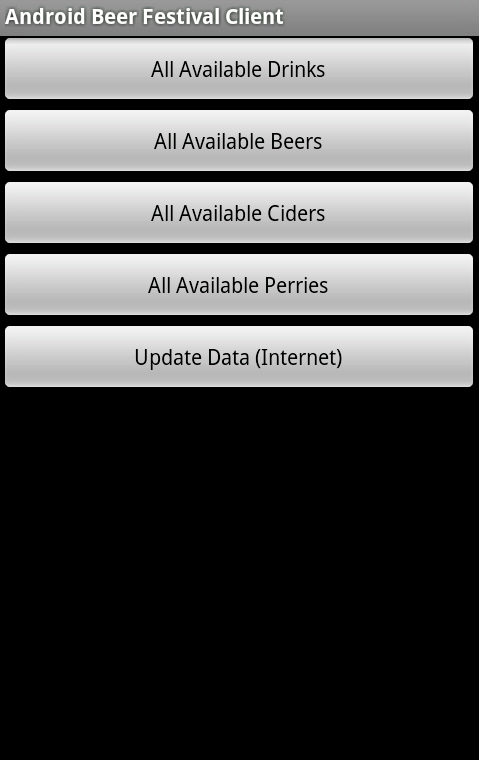 Android Beer Festival Client
All Available Drinks
All Available Beers
All Available Ciders
All Available Perries
Update Data (Internet)